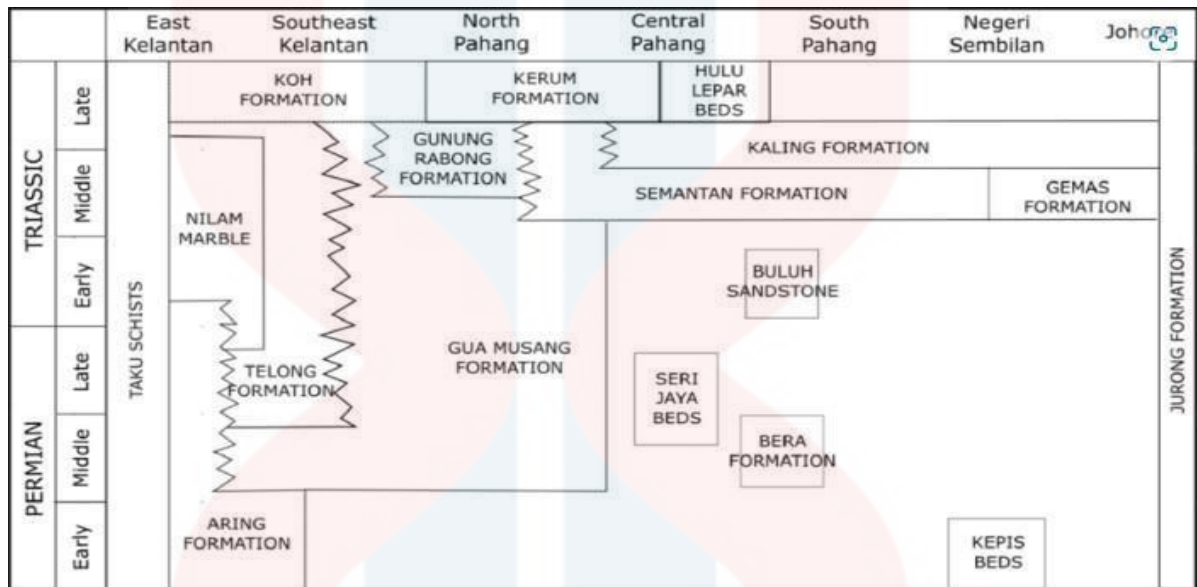 East
Kelantan
Southeast
Kelantan
North
Pahang
Central
Pahang
South
Pahang
Negeri
Sembilan
TRIASSIC
Late
Middle
Early
PERMIAN
Late
Middle
Early
TAKU SCHISTS
KOH
FORMATION
KERUM
FORMATION
HULU
LEPAR
BEDS
GUNUNG
RABONG
FORMATION
KALING FORMATION
SEMANTAN FORMATION
GEMAS
FORMATION
NILAM
MARBLE
BULUH
SANDSTONE
TELONG
FORMATION
GUA MUSANG
FORMATION
SERI
JAYA
BEDS
BERA
FORMATION
ARING
FORMATION
KEPIS
BEDS
JURONG FORMATION